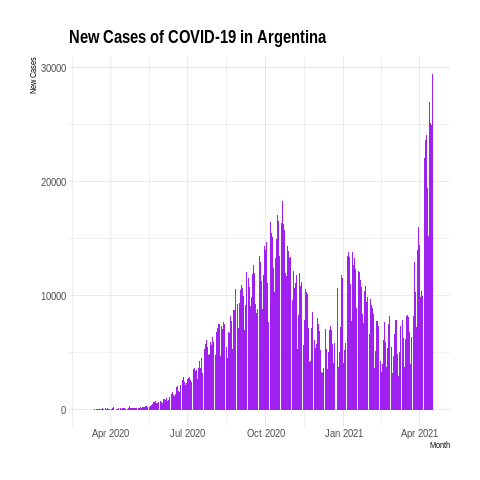 New Cases of COVID-19 in Argentina
New Cases
30000
20000
10000
0
Apr 2020 Jul 2020 Oct 2020 Jan 2021 Apr 2021
Month